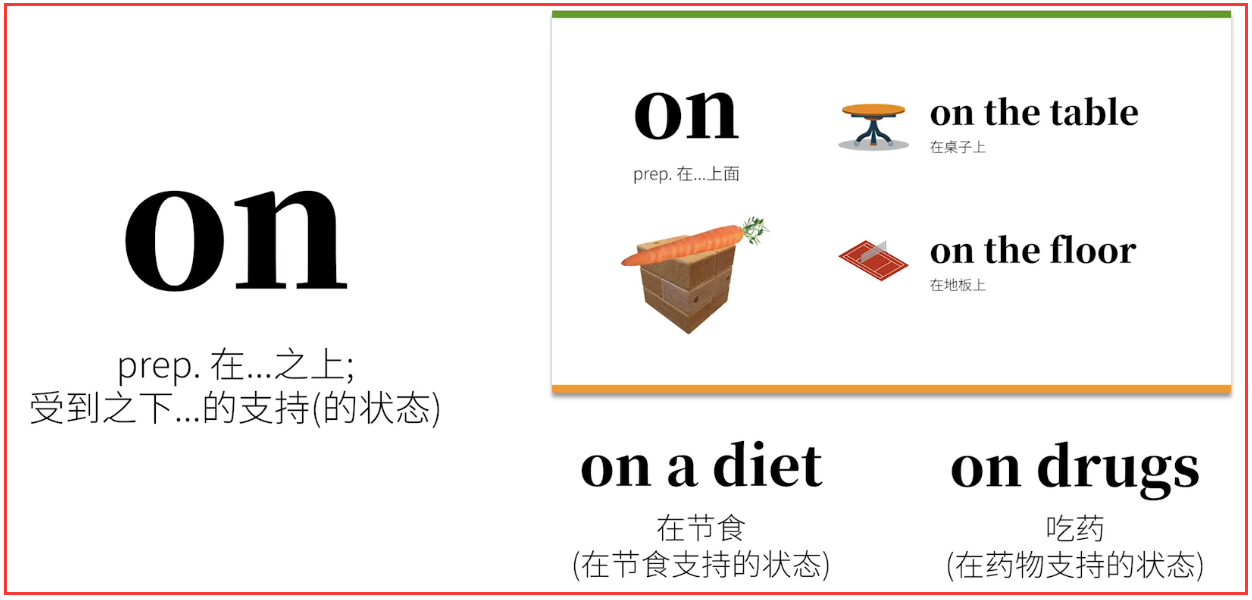 on
prep. 在...之上;
受到之下...的支持(的状态)
on
prep. 在...上面
on the table
在桌子上
on the floor
在地板上
on a diet
在节食
(在节食支持的状态)
on drugs
吃药
(在药物支持的状态)